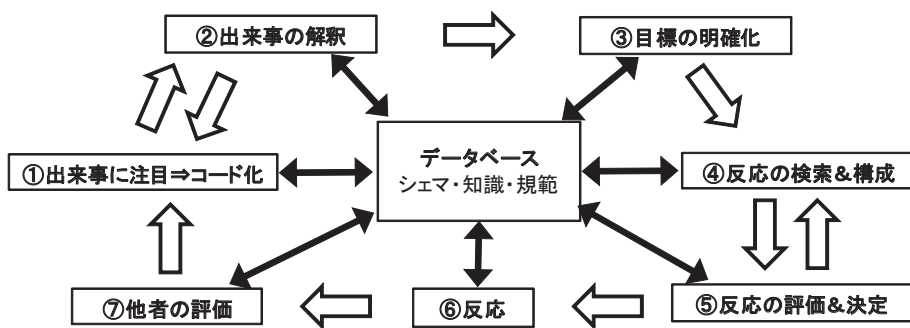 ②出来事の解釈
③目標の明確化
①出来事に注目⇒コード化
データベース
シェマ・知識・規範
④反応の検索&構成
⑦他者の評価
⑥反応
⑤反応の評価&決定